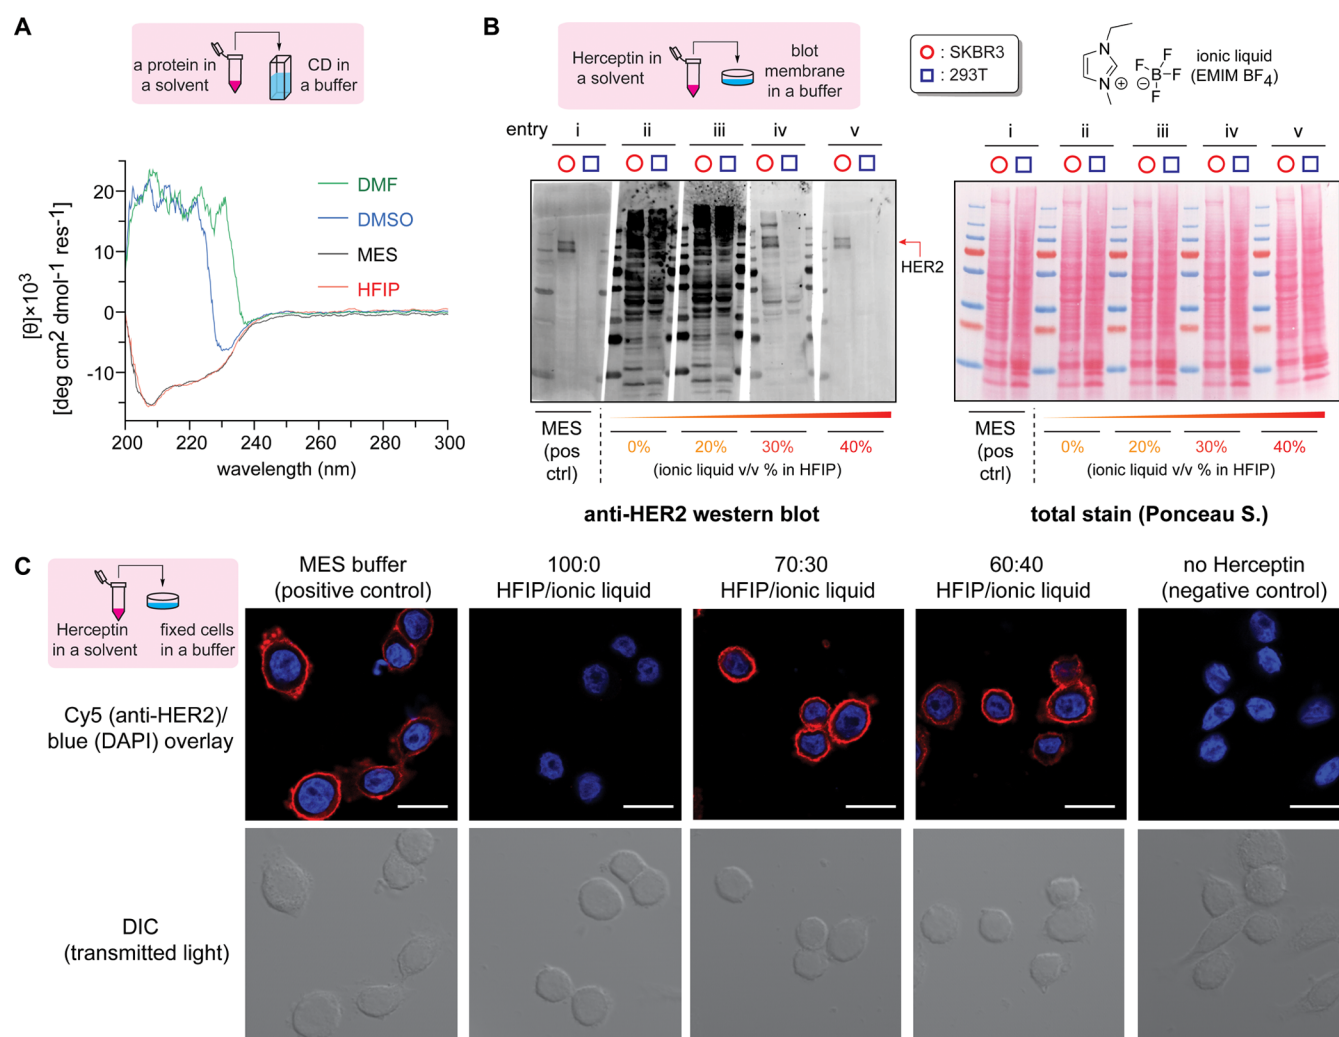 A
a protein in
a solvent
CD in
a buffer
DMF
DMSO
MES
HFIP
[θ]×10³
[deg cm2 dmol-1 res-1)
20
10
0
-10
200 220 240 260 280 300
wavelength (nm)
B
Herceptin in
a solvent
blot
membrane
in a buffer
: SKBR3
: 293T
N
N
+
F
F
B
F
F
−
ionic liquid
(EMIM BF4)
entry i ii iii iv v
i ii iii iv v
HER2
MES
(pos
ctrl)
0% 20% 30% 40%
(ionic liquid v/v % in HFIP)
anti-HER2 western blot
MES
(pos
ctrl)
0% 20% 30% 40%
(ionic liquid v/v % in HFIP)
total stain (Ponceau S.)
C
Herceptin
in a solvent
fixed cells
in a buffer
MES buffer
(positive control)
100:0
HFIP/ionic liquid
70:30
HFIP/ionic liquid
60:40
HFIP/ionic liquid
no Herceptin
(negative control)
Cy5 (anti-HER2)/
blue (DAPI) overlay
DIC
(transmitted light)